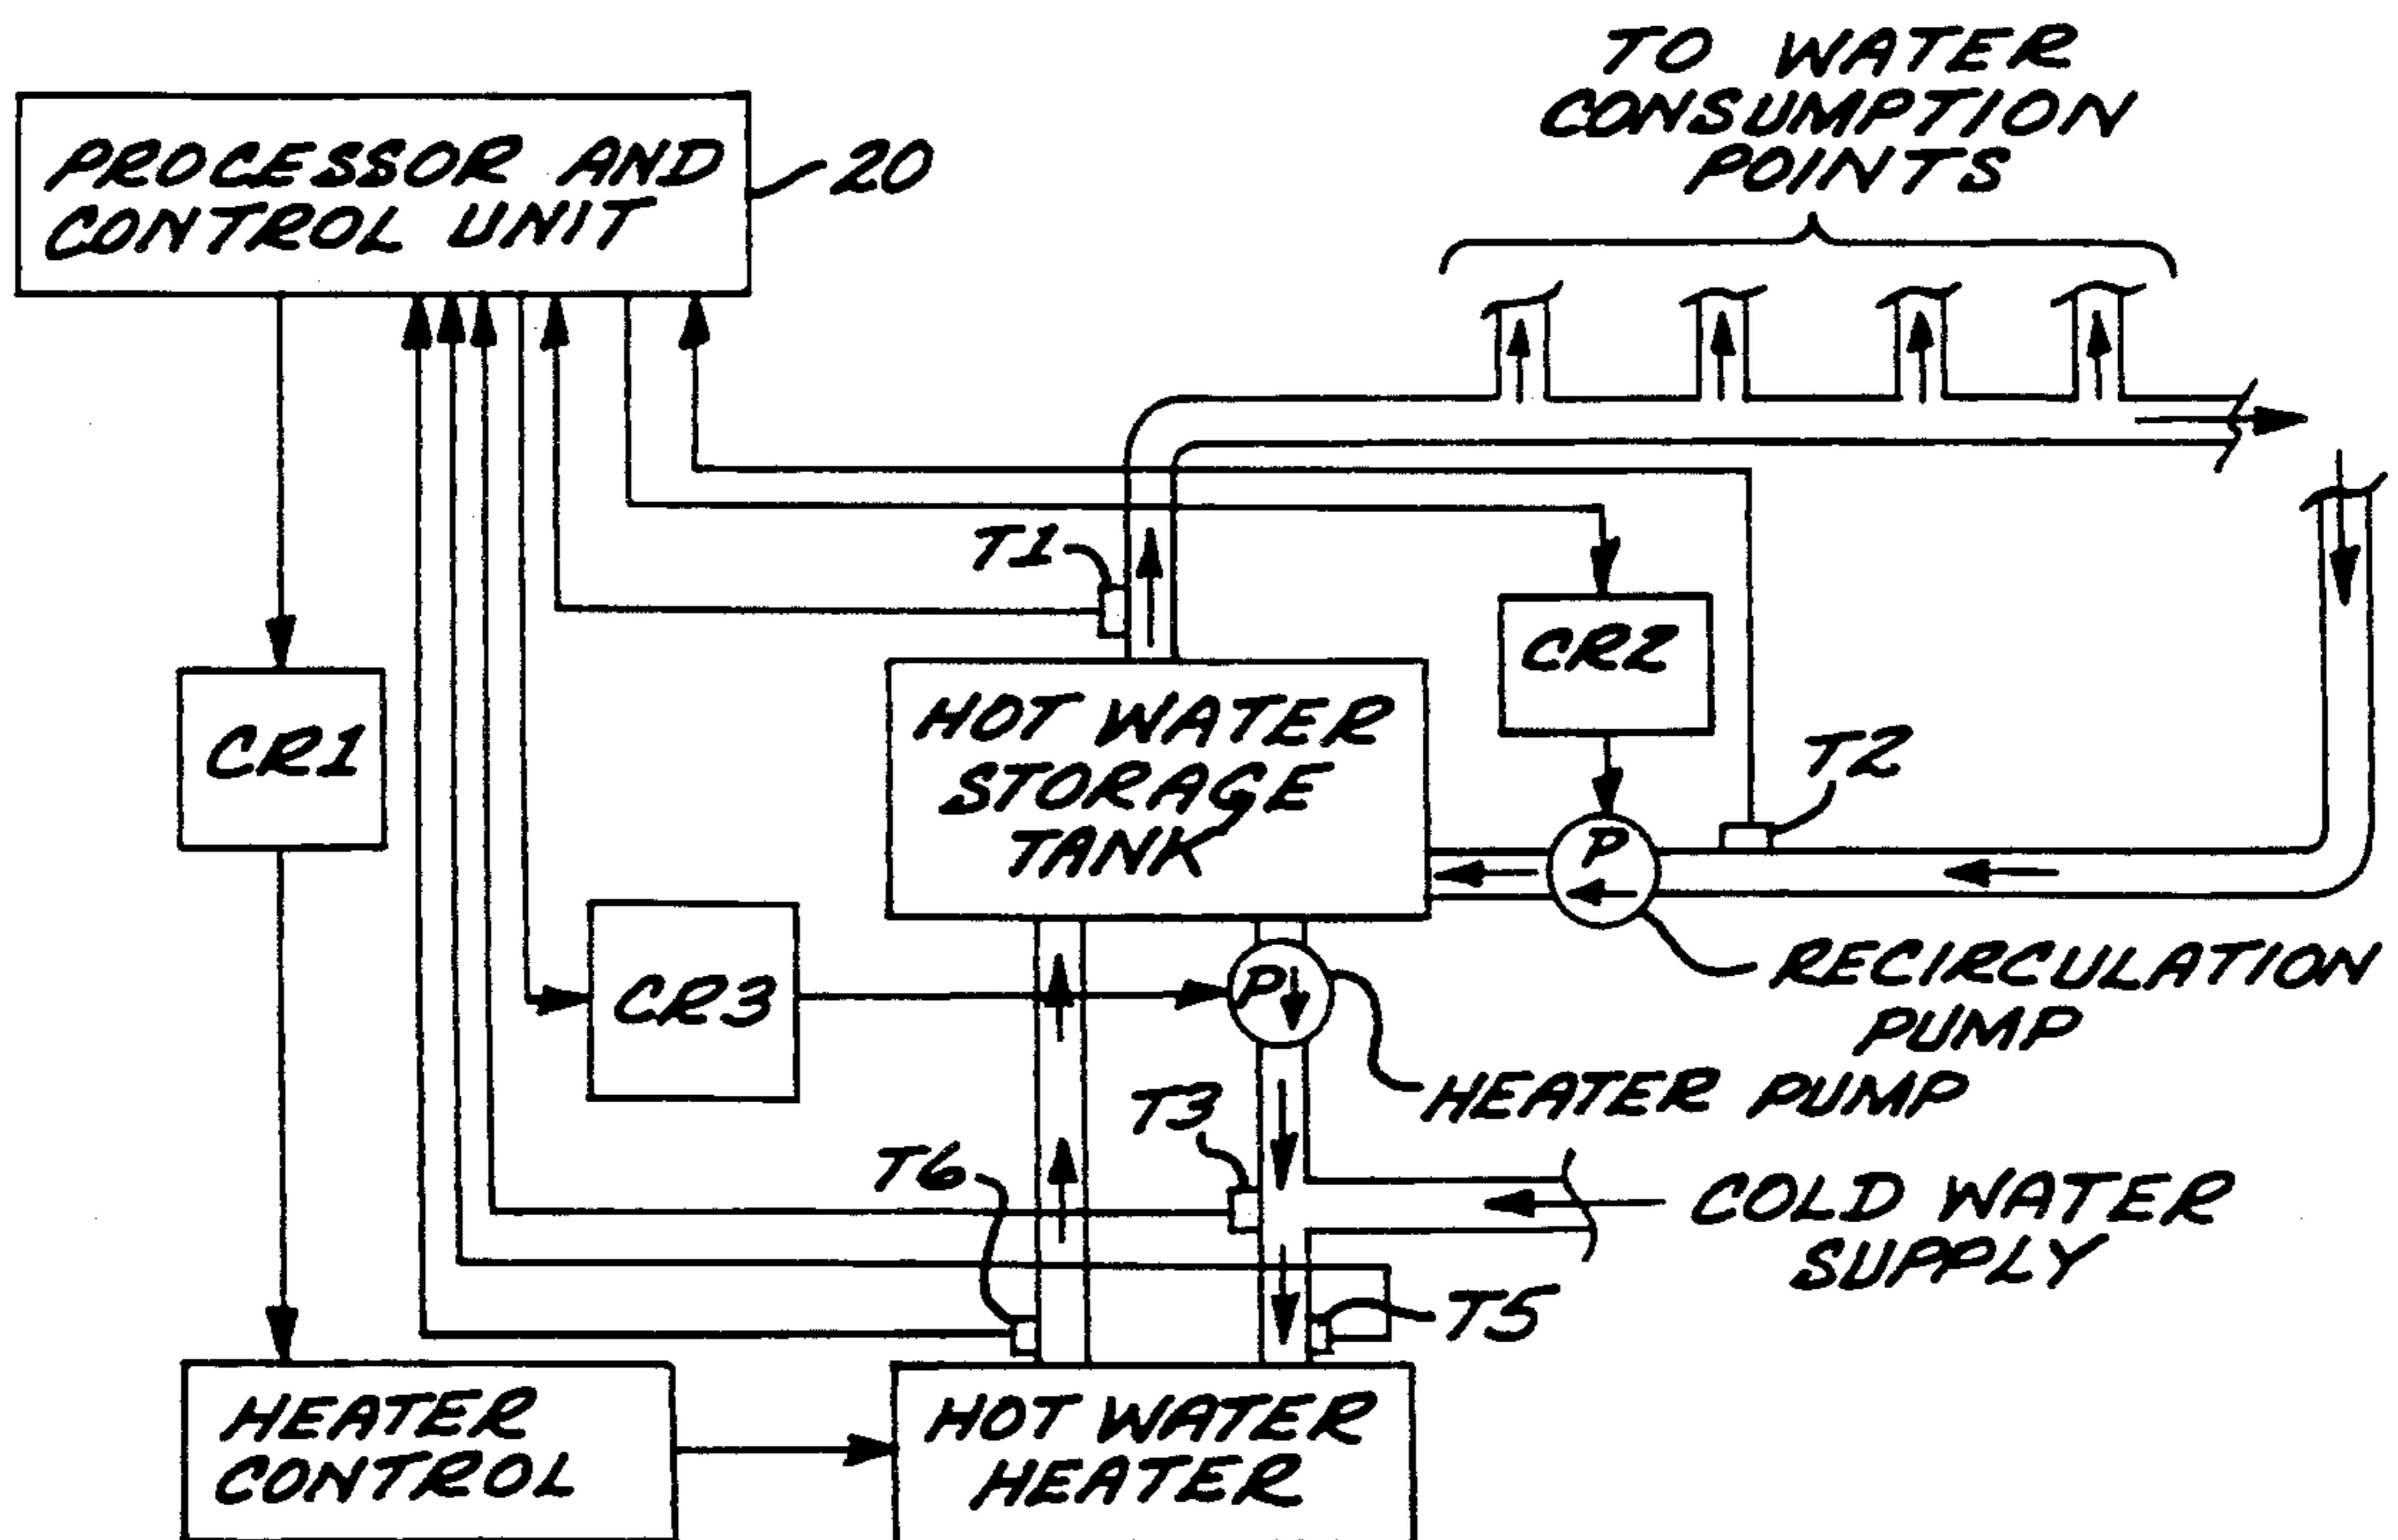 TO WATER
CONSUMPTION
POINTS
PROCESSOR AND
CONTROL UNIT
20
T1
CR2
CR1
HOT WATER
STORAGE
TANK
T2
P
CR3
P
RECIRCULATION
PUMP
HEATER PUMP
T3
T6
COLD WATER
SUPPLY
T5
HEATER
CONTROL
HOT WATER
HEATER